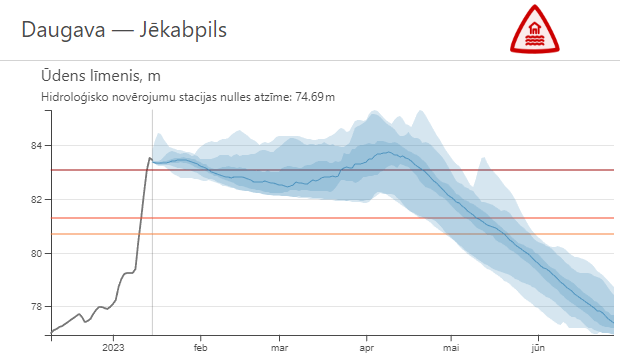 Daugava — Jēkabpils
Ūdens līmenis, m
Hidroloģisko novērojumu stacijas nulles atzīme: 74.69m
84
82
80
78
2023 feb mar apr mai jūn